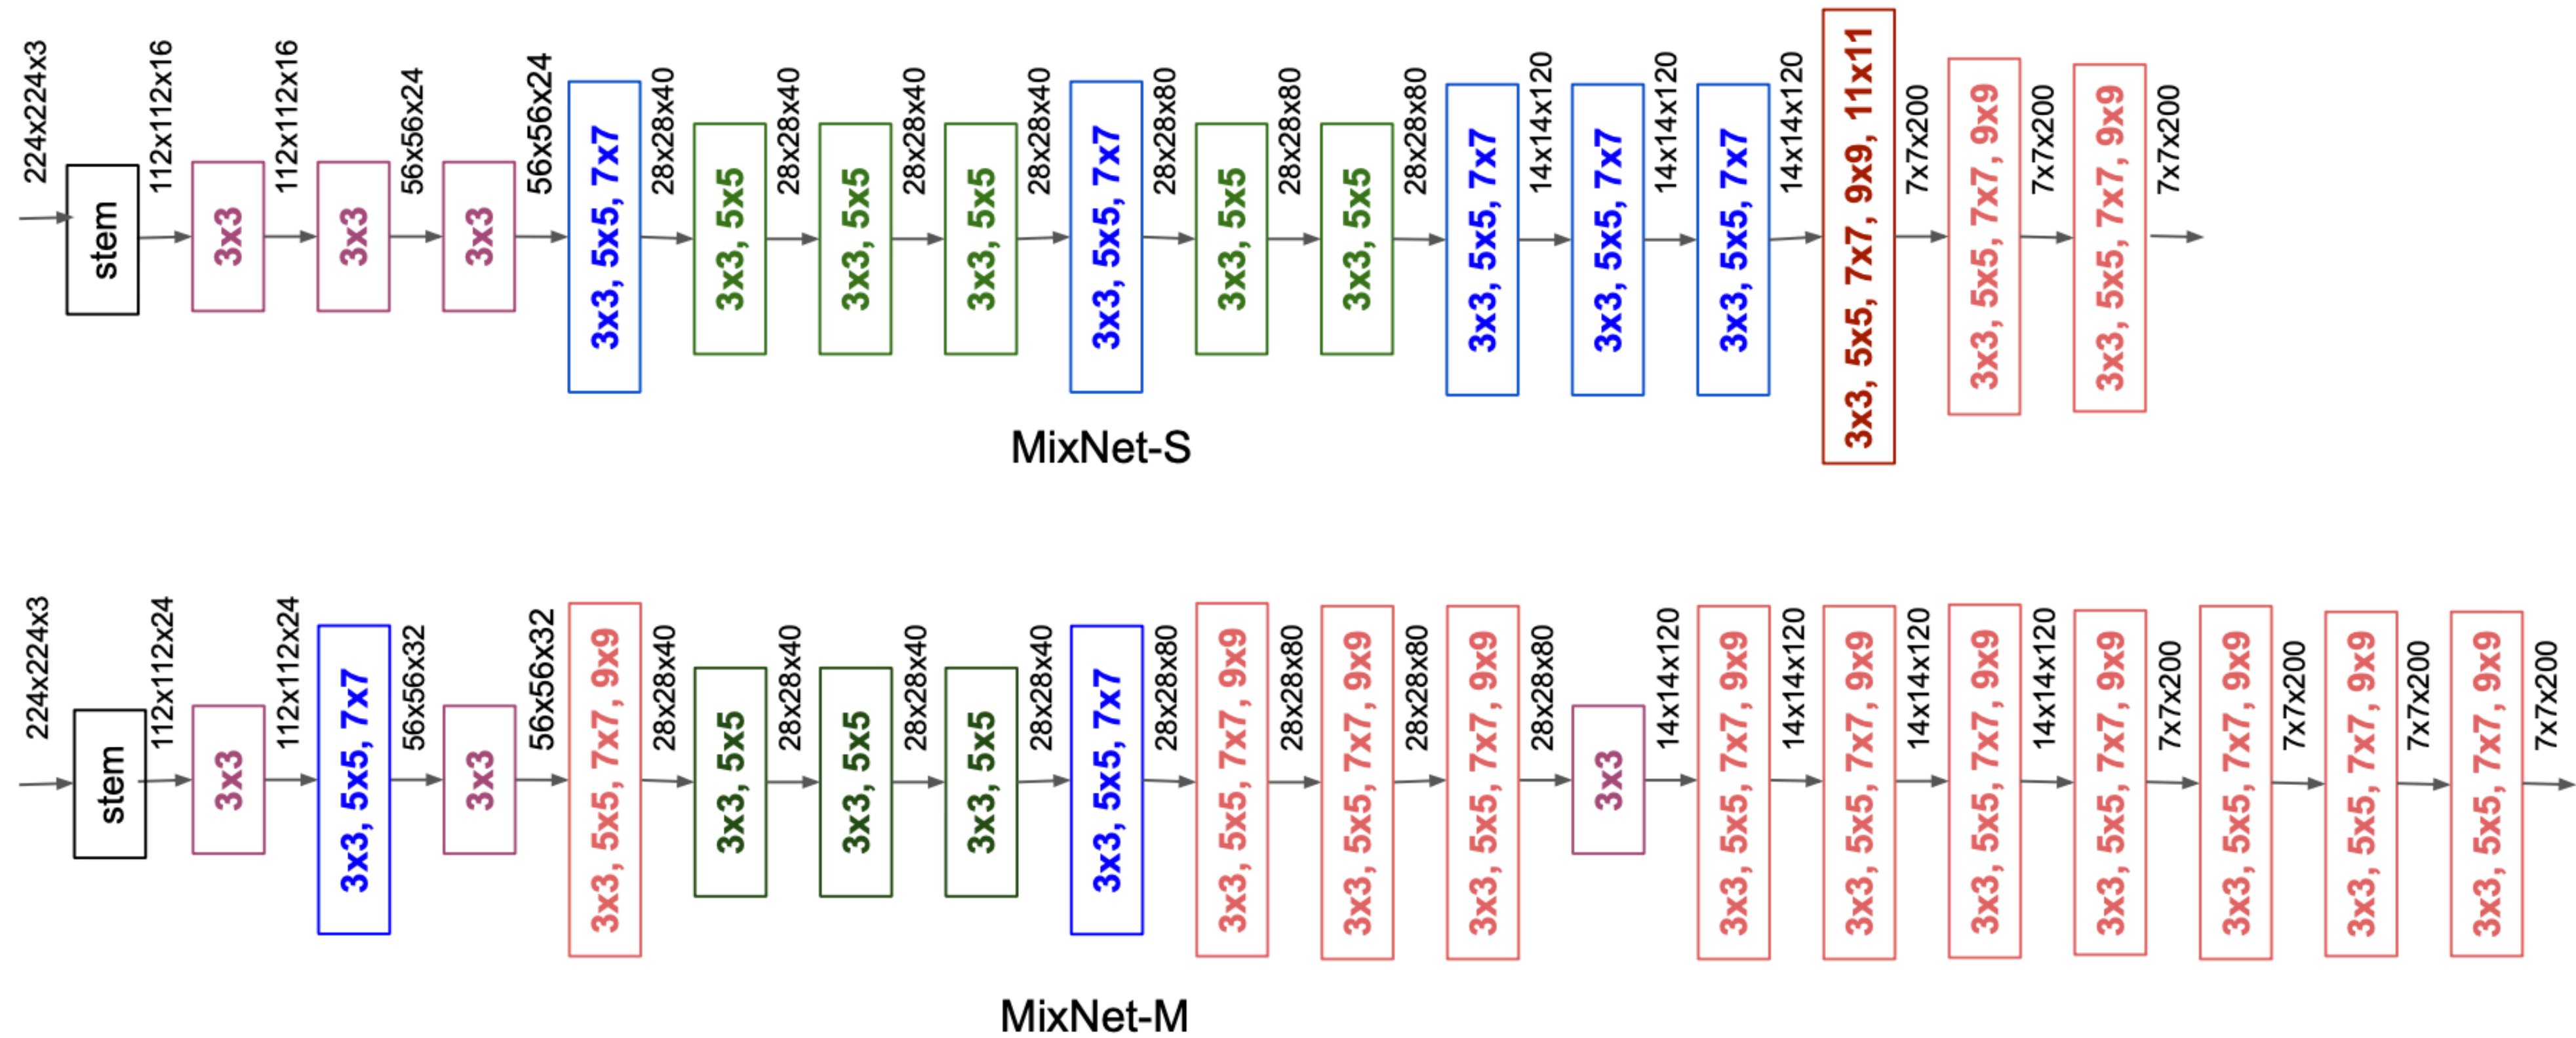 224x224x3
stem
112x112x16
3x3
112x112x16
3x3
56x56x24
3x3
56x56x24
3x3, 5x5, 7x7
28x28x40
3x3, 5x5
28x28x40
3x3, 5x5
28x28x40
3x3, 5x5
28x28x40
3x3, 5x5, 7x7
28x28x80
3x3, 5x5
28x28x80
3x3, 5x5
28x28x80
3x3, 5x5, 7x7
14x14x120
3x3, 5x5, 7x7
14x14x120
3x3, 5x5, 7x7
14x14x120
3x3, 5x5, 7x7, 9x9, 11x11
7x7x200
3x3, 5x5, 7x7, 9x9
7x7x200
3x3, 5x5, 7x7, 9x9
7x7x200
MixNet-S
224x224x3
stem
112x112x24
3x3
112x112x24
3x3, 5x5, 7x7
56x56x32
3x3
56x56x32
3x3, 5x5, 7x7, 9x9
28x28x40
3x3, 5x5
28x28x40
3x3, 5x5
28x28x40
3x3, 5x5
28x28x40
3x3, 5x5, 7x7
28x28x80
3x3, 5x5, 7x7, 9x9
28x28x80
3x3, 5x5, 7x7, 9x9
28x28x80
3x3, 5x5, 7x7, 9x9
28x28x80
3x3
14x14x120
3x3, 5x5, 7x7, 9x9
14x14x120
3x3, 5x5, 7x7, 9x9
14x14x120
3x3, 5x5, 7x7, 9x9
14x14x120
3x3, 5x5, 7x7, 9x9
7x7x200
3x3, 5x5, 7x7, 9x9
7x7x200
3x3, 5x5, 7x7, 9x9
7x7x200
3x3, 5x5, 7x7, 9x9
7x7x200
MixNet-M